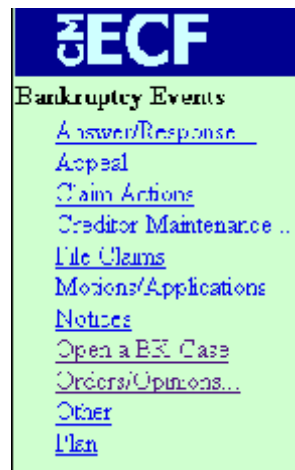 CM ECF
Bankruptcy Events
Answer/Response...
Appeal
Claim Actions
Creditor Maintenance...
File Claims
Motions/Applications
Notices
Open a BK Case
Orders/Opinions...
Other
Plan